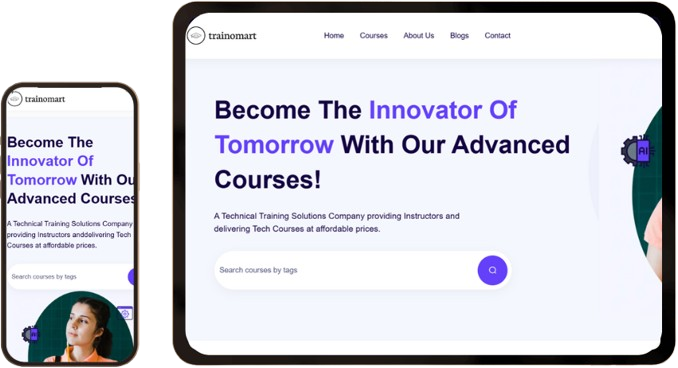 trainomart
Become The
Innovator Of
Tomorrow With Ou
Advanced Courses
A Technical Training Solutions Company
providing Instructors anddelivering Tech
Courses at affordable prices.
Search courses by tags
trainomart
Home Courses About Us Blogs Contact
Become The Innovator Of
Tomorrow With Our Advanced
Courses!
A Technical Training Solutions Company providing Instructors and
delivering Tech Courses at affordable prices.
Search courses by tags
AI